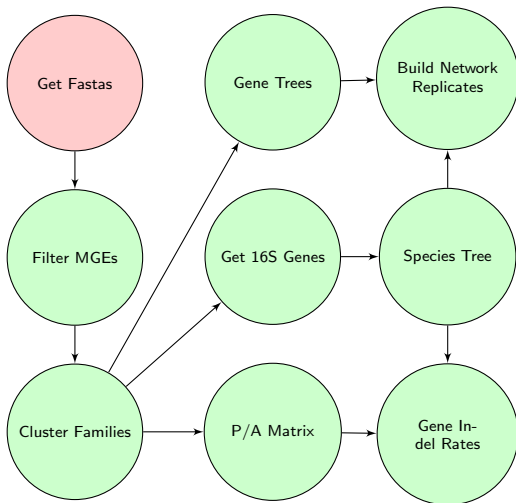 Get Fastas
Gene Trees
Build Network
Replicates
Filter MGEs
Get 16S Genes
Species Tree
Cluster Families
P/A Matrix
Gene In-
del Rates